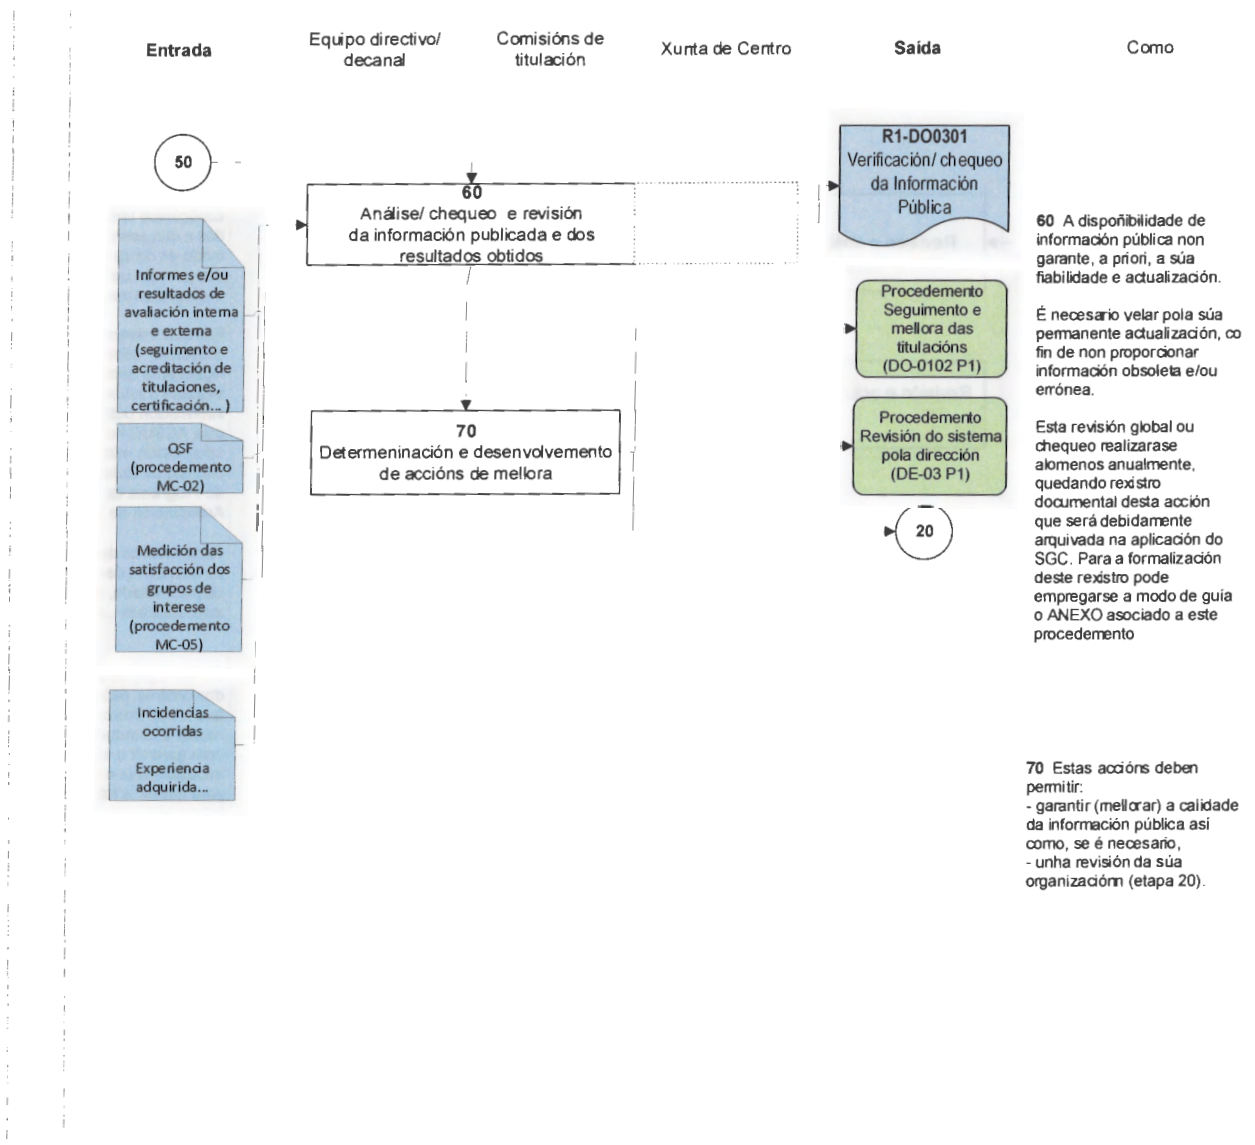 Entrada
Equipo directivo/
decanal
Comisións de
titulación
Xunta de Centro
Saída
Como
50
Informes e/ou
resultados de
avaliación interna
e externa
(seguimento e
acreditación de
titulaciones,
certificación... )
QSF
(procedemento
MC-02)
Medición das
satisfacción dos
grupos de
interese
(procedemento
MC-05)
Incidencias
ocorridas
Experiencia
adquirida...
60
Análise/ chequeo e revisión
da información publicada e dos
resultados obtidos
70
Determeninación e desenvolvemento
de accións de mellora
R1-DO0301
Verificación/ chequeo
da Información
Pública
Procedemento
Seguimento e
mellora das
titulacións
(DO-0102 P1)
Procedemento
Revisión do sistema
pola dirección
(DE-03 P1)
20
60 A dispoñibilidade de
información pública non
garante, a priori, a súa
fiabilidade e actualización.
É necesario velar pola súa
permanente actualización, co
fin de non proporcionar
información obsoleta e/ou
errónea.
Esta revisión global ou
chequeo realizarase
alomenos anualmente,
quedando rexistro
documental desta acción
que será debidamente
arquivada na aplicación do
SGC. Para a formalización
deste rexistro pode
empregarse a modo de guía
o ANEXO asociado a este
procedemento
70 Estas accións deben
permitir:
- garantir (mellorar) a calidade
da información pública así
como, se é necesario,
- unha revisión da súa
organizaciónn (etapa 20).